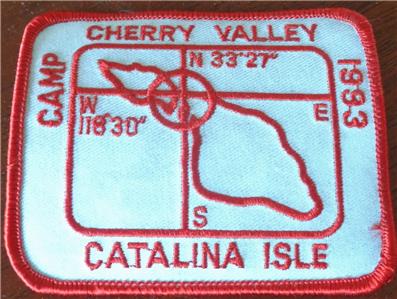 CHERRY VALLEY
CAMP
1993
N 33°27"
W
118°30"
E
S
CATALINA ISLE